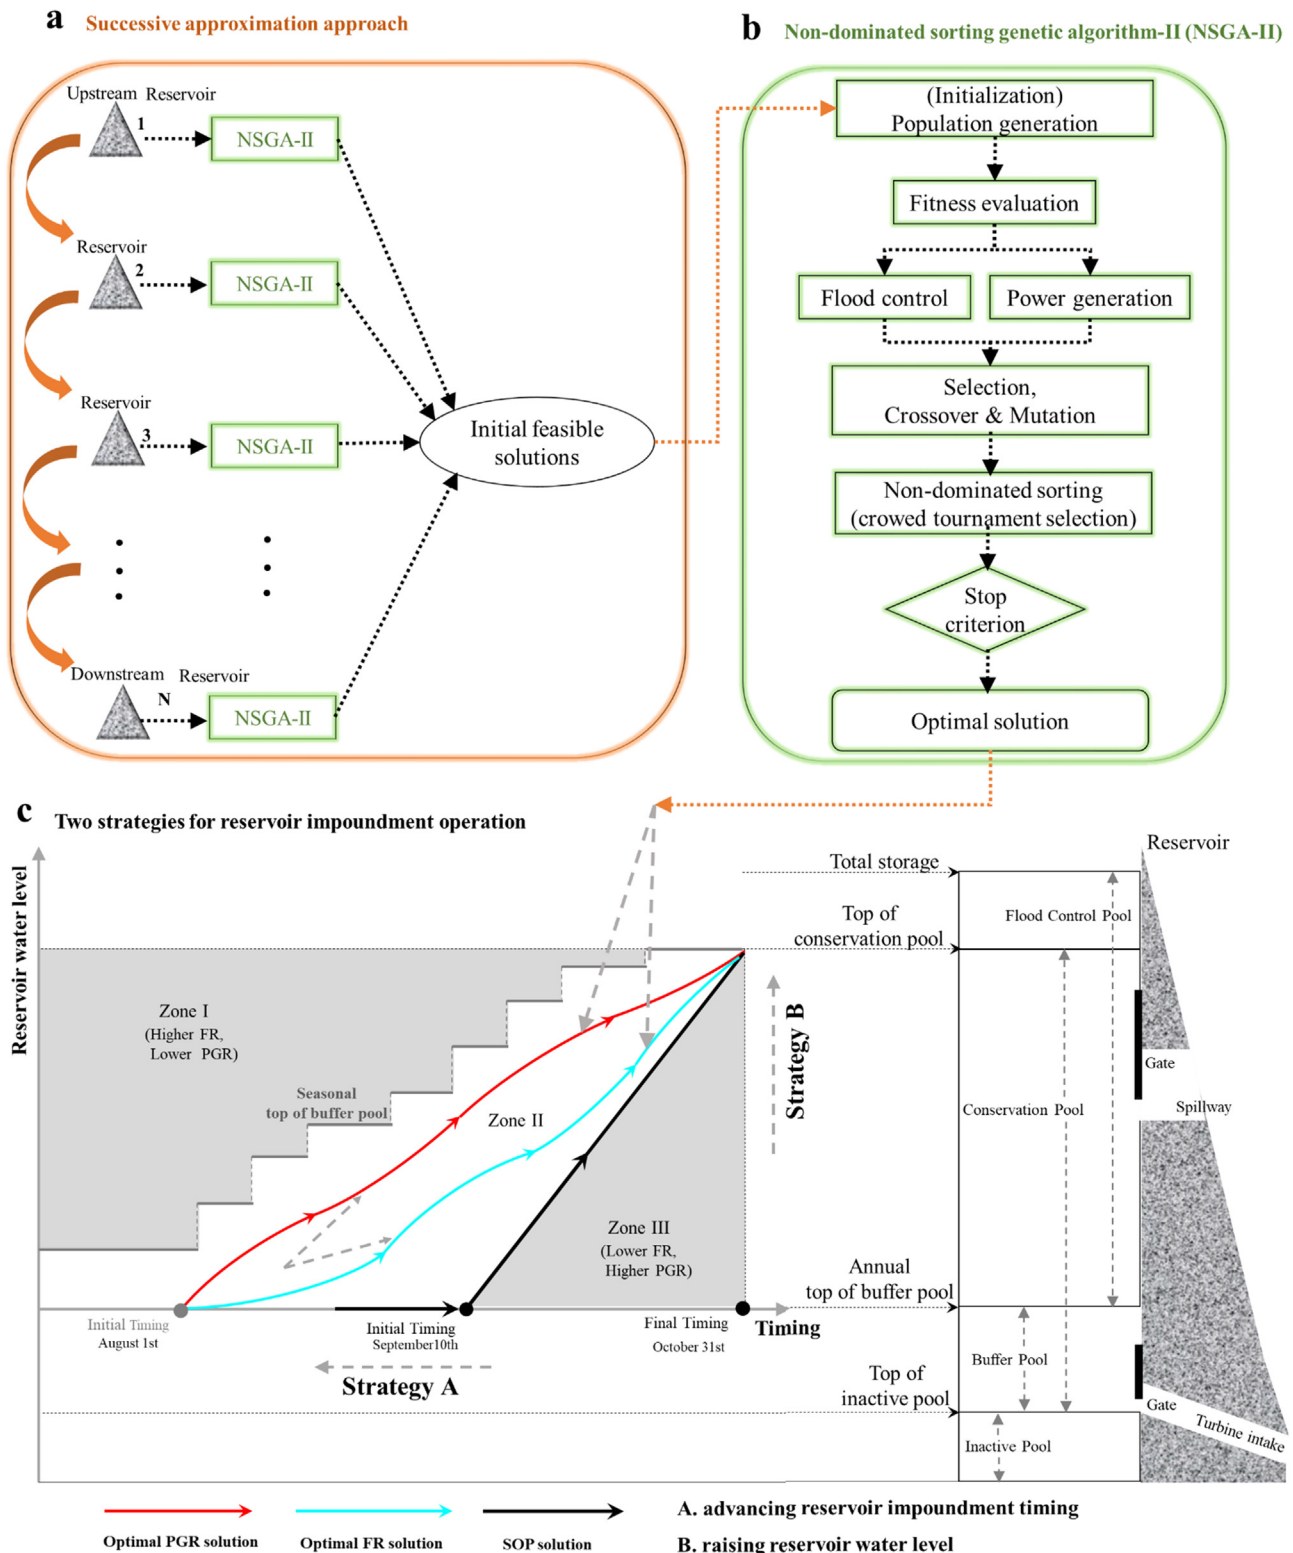 a Successive approximation approach
Upstream Reservoir
1
NSGA-II
Reservoir
2
NSGA-II
Reservoir
3
NSGA-II
Initial feasible
solutions
Downstream Reservoir
N
NSGA-II
b Non-dominated sorting genetic algorithm-II (NSGA-II)
(Initialization)
Population generation
Fitness evaluation
Flood control
Power generation
Selection,
Crossover & Mutation
Non-dominated sorting
(crowed tournament selection)
Stop
criterion
Optimal solution
c Two strategies for reservoir impoundment operation
Reservoir water level
Zone I
(Higher FR,
Lower PGR)
Seasonal
top of buffer pool
Zone II
Zone III
(Lower FR,
Higher PGR)
Strategy B
Initial Timing
August 1st
Initial Timing
September10th
Final Timing
October 31st
Timing
Strategy A
Total storage
Top of
conservation pool
Annual
top of buffer pool
Top of
inactive pool
Reservoir
Flood Control Pool
Conservation Pool
Buffer Pool
Inactive Pool
Gate
Spillway
Gate
Turbine intake
Optimal PGR solution
Optimal FR solution
SOP solution
A. advancing reservoir impoundment timing
B. raising reservoir water level